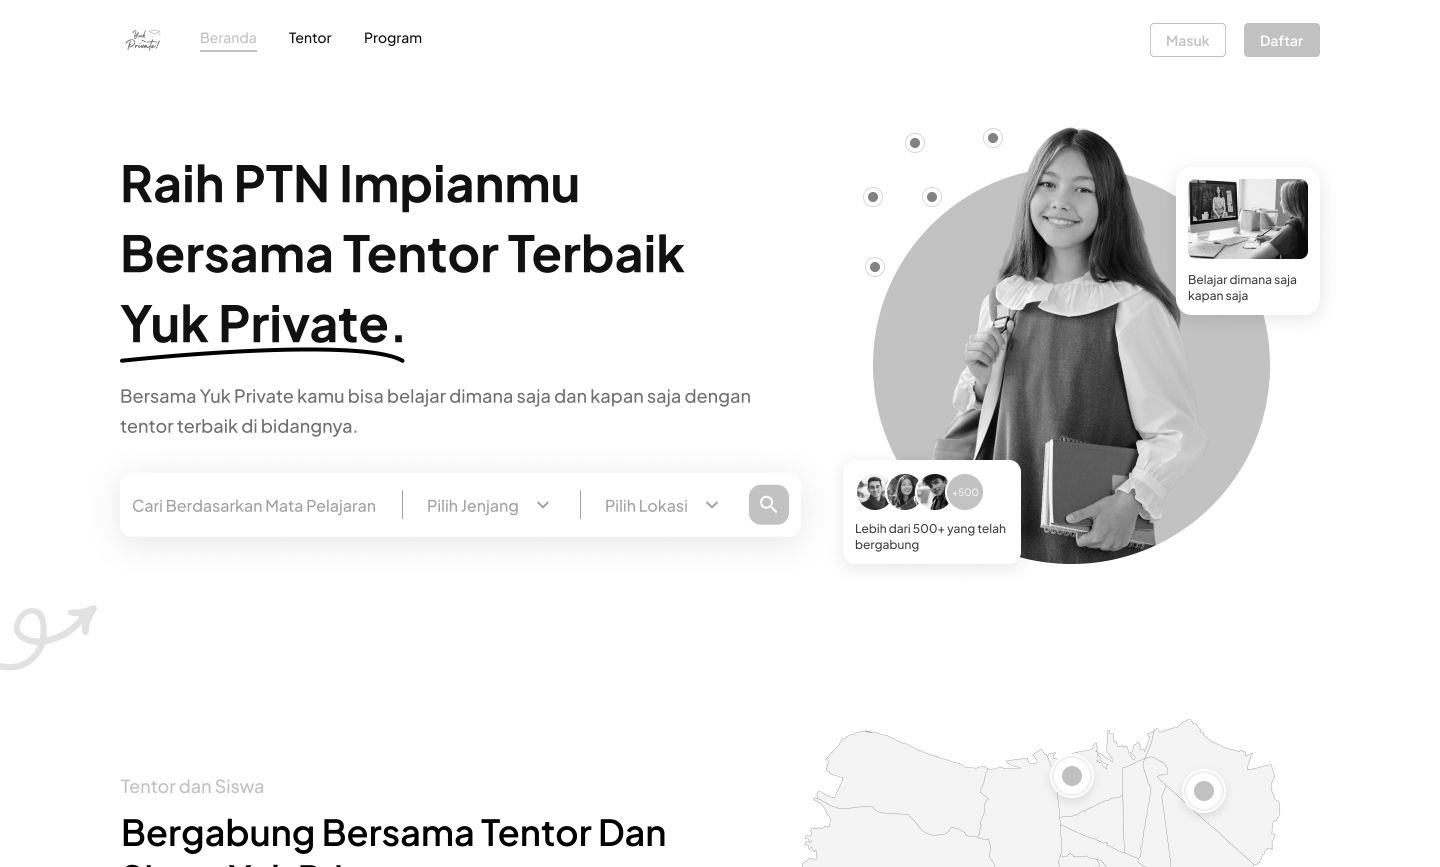 Yuk
Private!
Beranda
Tentor
Program
Masuk
Daftar
Raih PTN Impianmu
Bersama Tentor Terbaik
Yuk Private.
Bersama Yuk Private kamu bisa belajar dimana saja dan kapan saja dengan
tentor terbaik di bidangnya.
Cari Berdasarkan Mata Pelajaran
Pilih Jenjang
Pilih Lokasi
Belajar dimana saja
kapan saja
+500
Lebih dari 500+ yang telah
bergabung
Tentor dan Siswa
Bergabung Bersama Tentor Dan